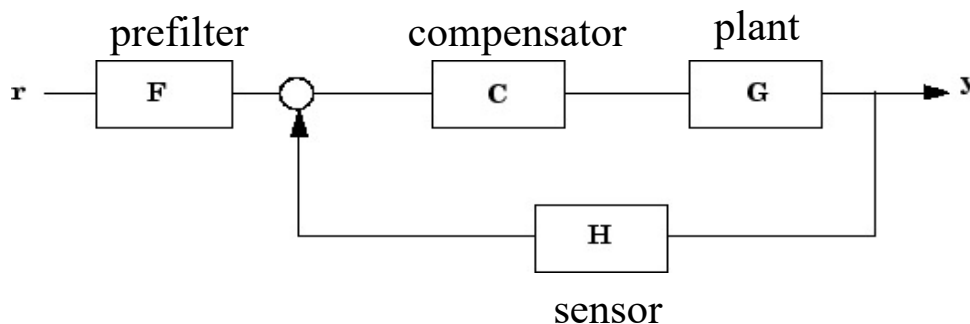 prefilter
compensator
plant
r
F
C
G
y
H
sensor